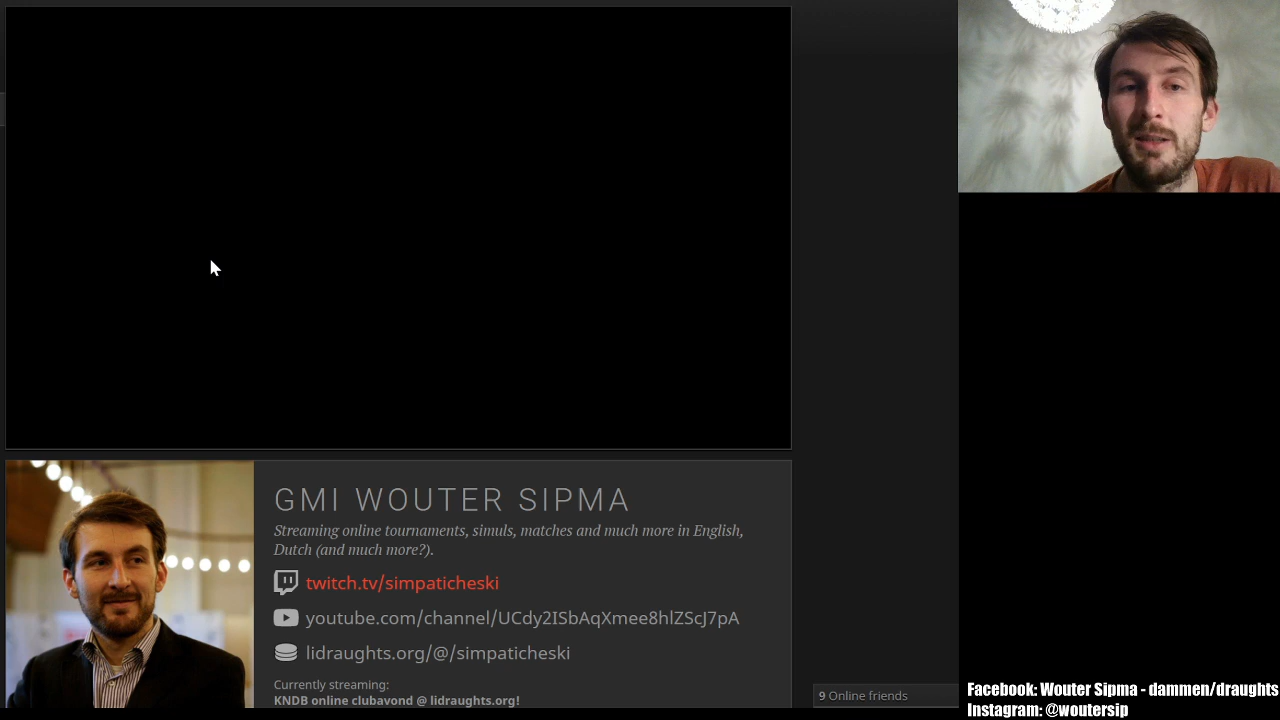 GMI WOUTER SIPMA
Streaming online tournaments, simuls, matches and much more in English,
Dutch (and much more?).
twitch.tv/simpaticheski
youtube.com/channel/UCdy2ISbAqXmee8hlZScJ7pA
lidraughts.org/@/simpaticheski
Currently streaming:
KNDB online clubavond @ lidraughts.org!
9 Online friends
Facebook: Wouter Sipma - dammen/draughts
Instagram: @woutersip